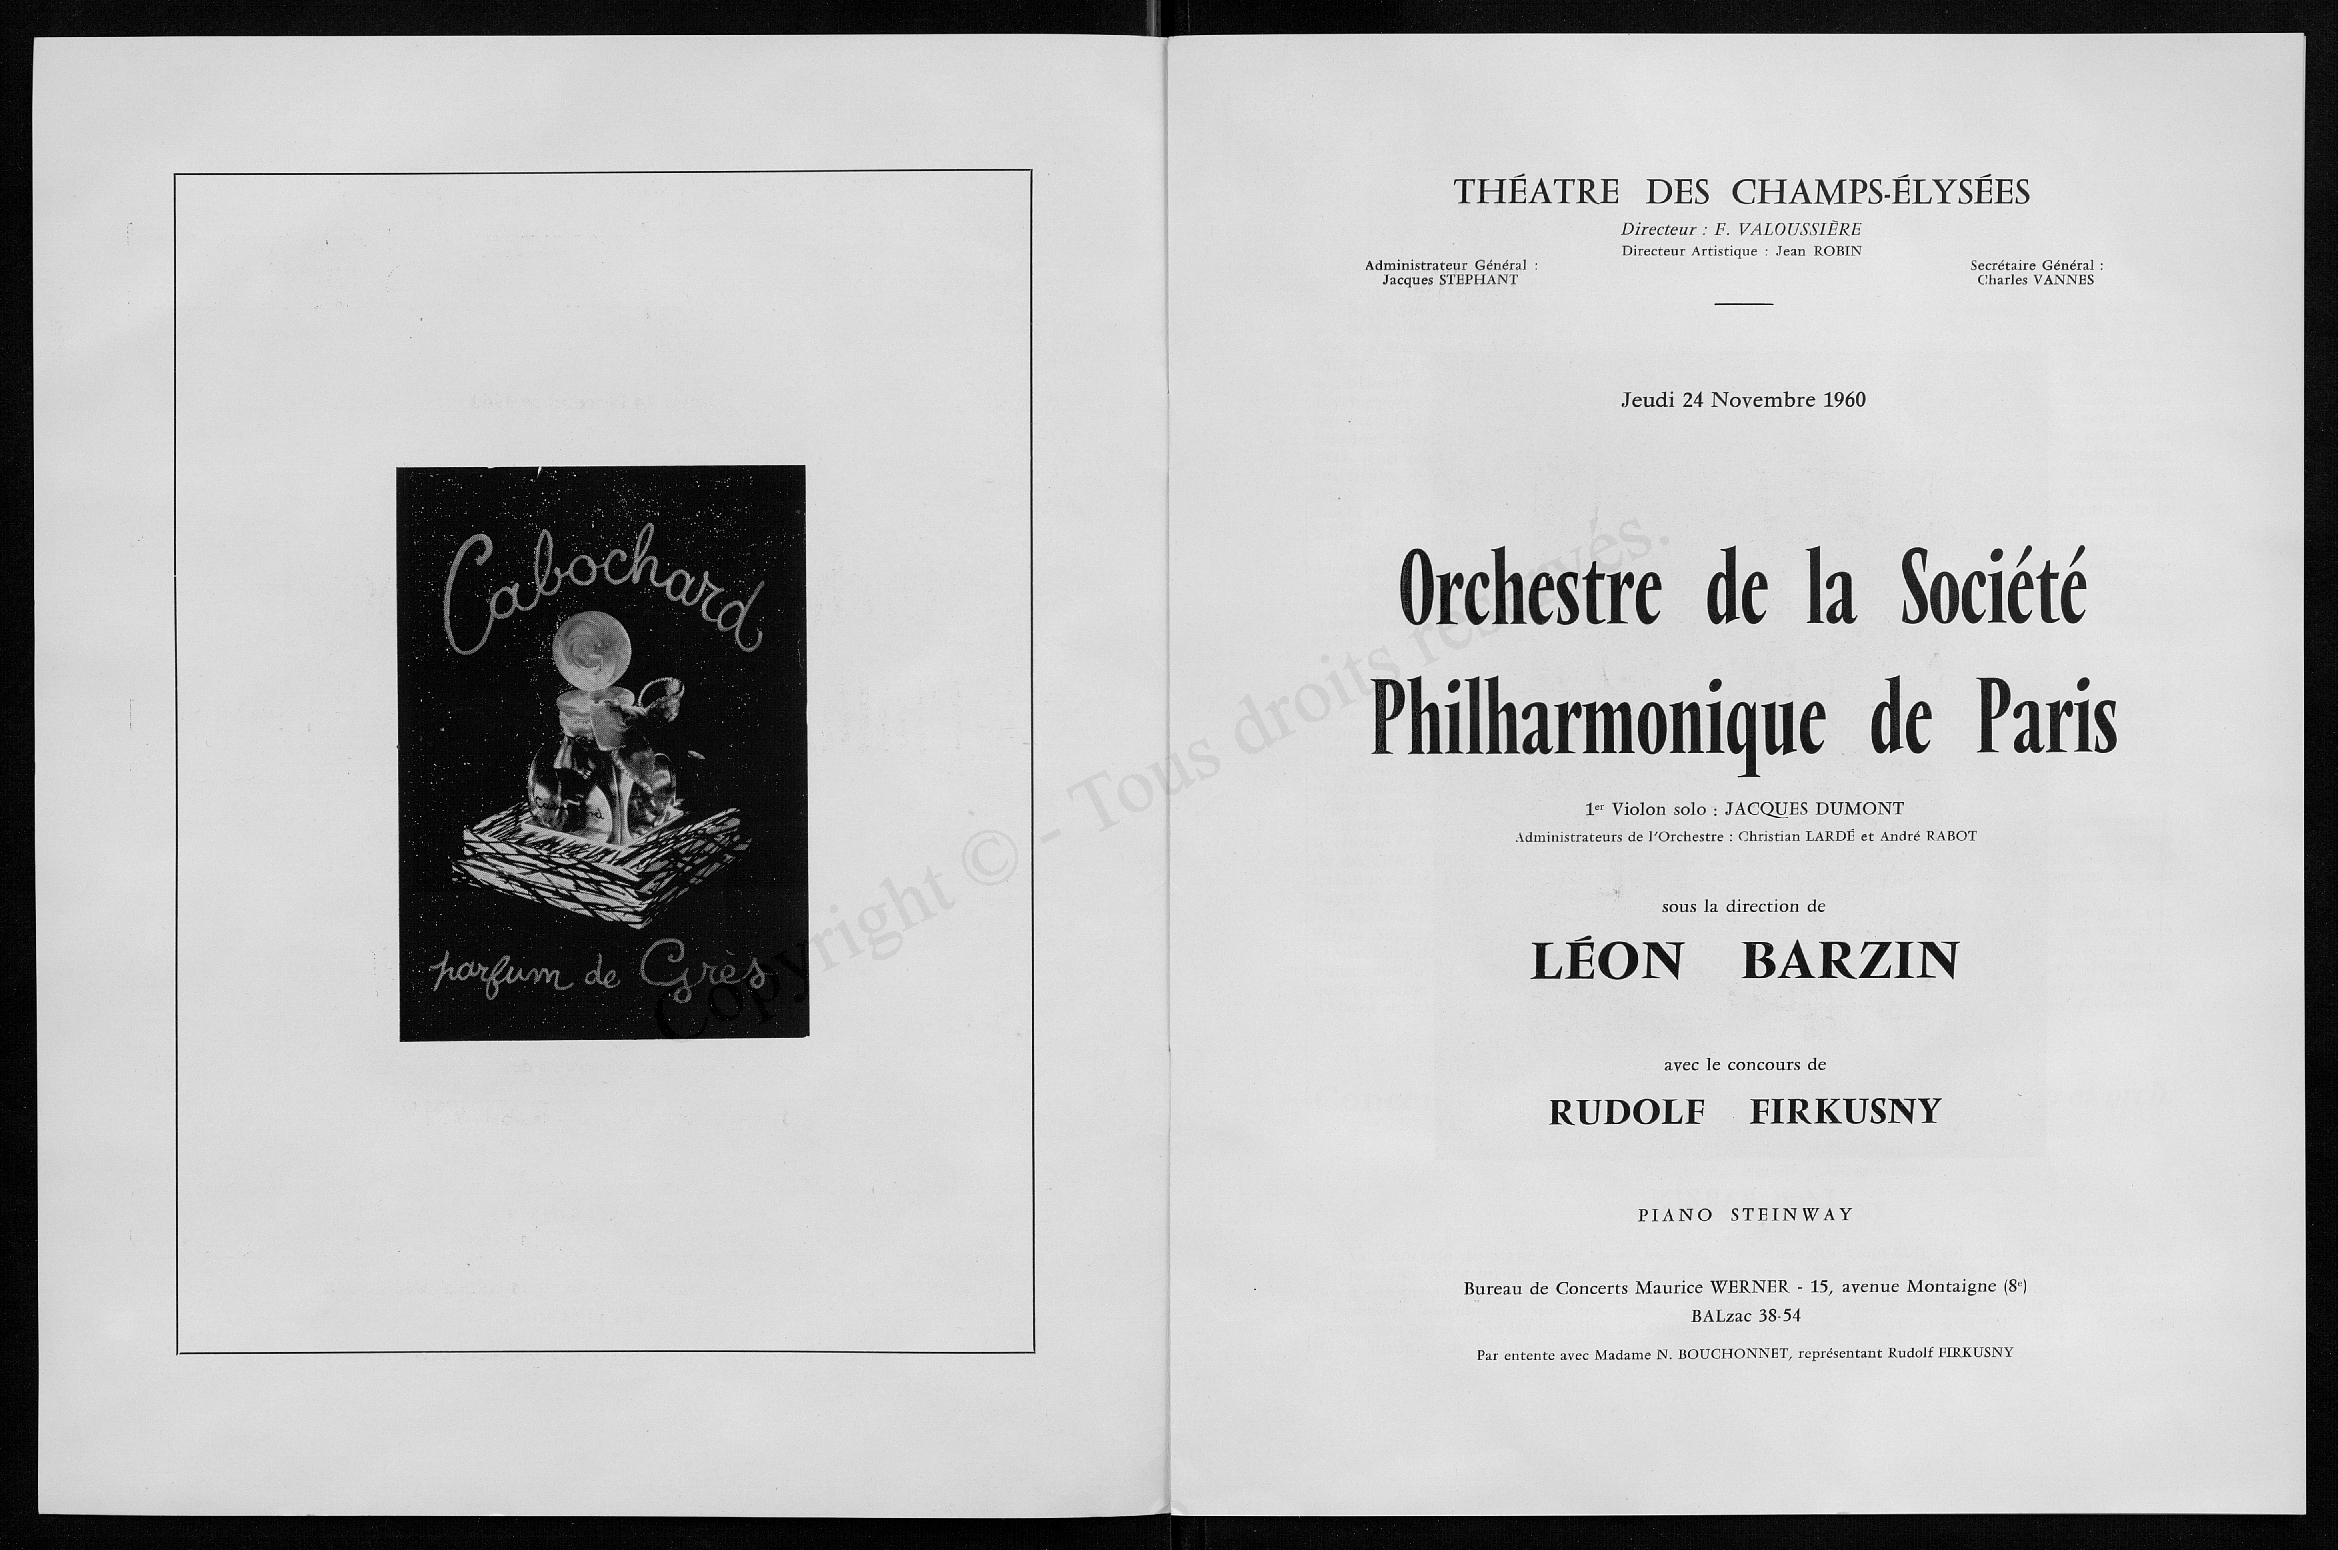 Cabochard
parfum de Grès
THÉATRE DES CHAMPS-ÉLYSÉES
Directeur : F. VALOUSSIÈRE
Directeur Artistique : Jean ROBIN
Administrateur Général :
Jacques STEPHANT
Secrétaire Général :
Charles VANNES
Jeudi 24 Novembre 1960
Orchestre de la Société
Philharmonique de Paris
1er Violon solo : JACQUES DUMONT
Administrateurs de l'Orchestre : Christian LARDÉ et André RABOT
sous la direction de
LÉON BARZIN
avec le concours de
RUDOLF FIRKUSNY
PIANO STEINWAY
Bureau de Concerts Maurice WERNER - 15, avenue Montaigne (8e)
BALzac 38-54
Par entente avec Madame N. BOUCHONNET, représentant Rudolf FIRKUSNY
Copyright © - Tous droits reservés.